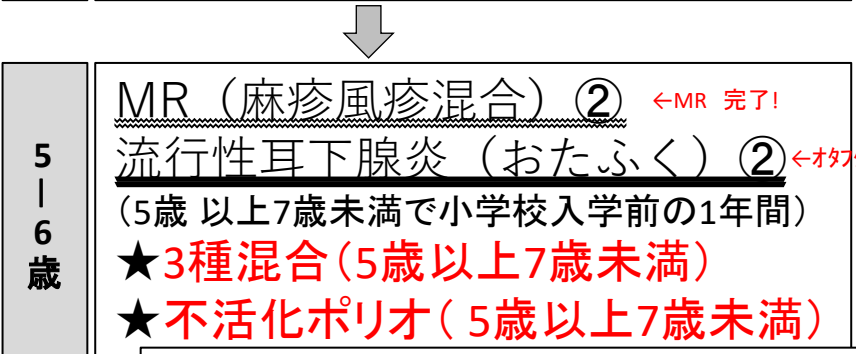 5ー6歳
MR（麻疹風疹混合）② ←MR 完了!
流行性耳下腺炎（おたふく）② ←オタフ
（5歳 以上7歳未満で小学校入学前の1年間）
★3種混合（5歳以上7歳未満）
★不活化ポリオ（ 5歳以上7歳未満）